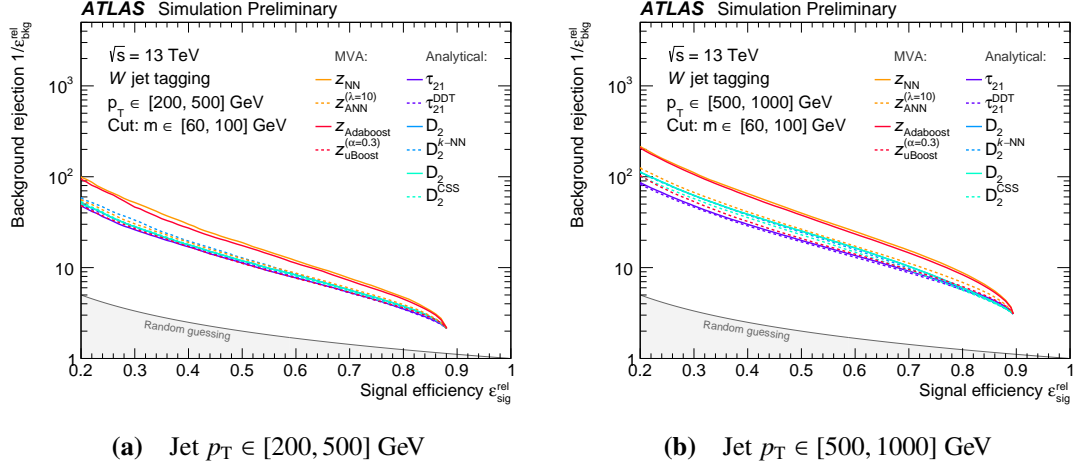 ATLAS Simulation Preliminary
Background rejection 1/ε_bkg^rel
√s = 13 TeV
W jet tagging
p_T ∈ [200, 500] GeV
Cut: m ∈ [60, 100] GeV
MVA:
z_NN
z_ANN^(λ=10)
z_Adaboost
z_uBoost^(α=0.3)
Analytical:
τ_21
τ_21^DDT
D_2
D_2^k-NN
D_2
D_2^CSS
10^3
10^2
10
1
Random guessing
0.2 0.3 0.4 0.5 0.6 0.7 0.8 0.9 1
Signal efficiency ε_sig^rel
(a) Jet p_T ∈ [200, 500] GeV
ATLAS Simulation Preliminary
Background rejection 1/ε_bkg^rel
√s = 13 TeV
W jet tagging
p_T ∈ [500, 1000] GeV
Cut: m ∈ [60, 100] GeV
MVA:
z_NN
z_ANN^(λ=10)
z_Adaboost
z_uBoost^(α=0.3)
Analytical:
τ_21
τ_21^DDT
D_2
D_2^k-NN
D_2
D_2^CSS
10^3
10^2
10
1
Random guessing
0.2 0.3 0.4 0.5 0.6 0.7 0.8 0.9 1
Signal efficiency ε_sig^rel
(b) Jet p_T ∈ [500, 1000] GeV